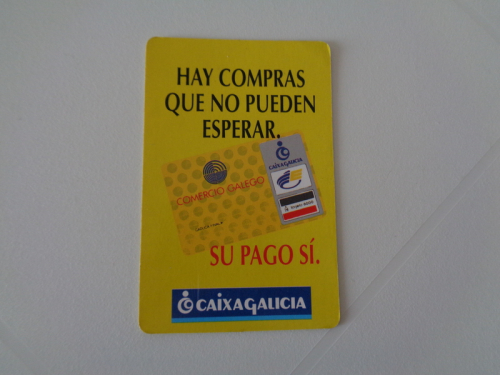 HAY COMPRAS
QUE NO PUEDEN
ESPERAR.
CAIXAGALICIA
COMERCIO GALEGO
SU PAGO SÍ.
CAIXAGALICIA